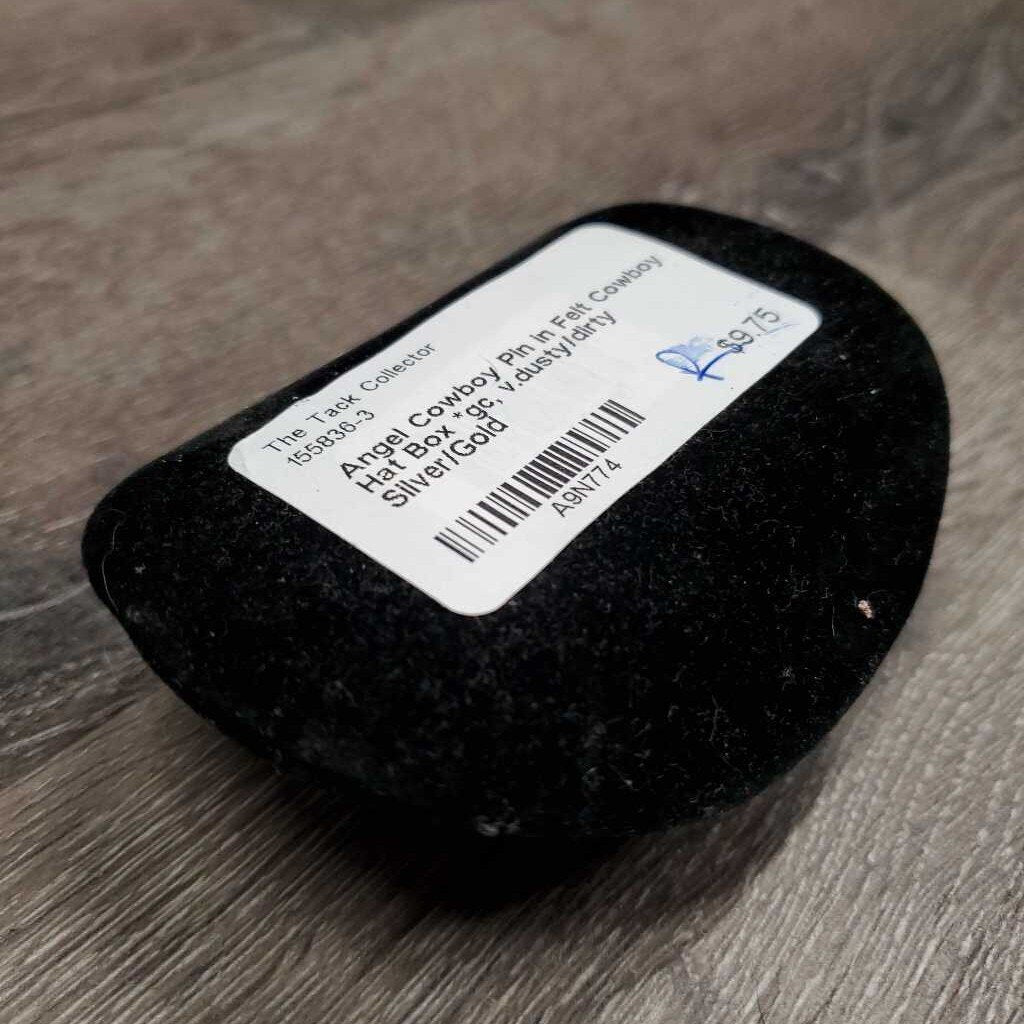 The Tack Collector
155836-3
Angel Cowboy Pin in Felt Cowboy
Hat Box *gc, v.dusty/dirty
Silver/Gold
$9.75
A9N774